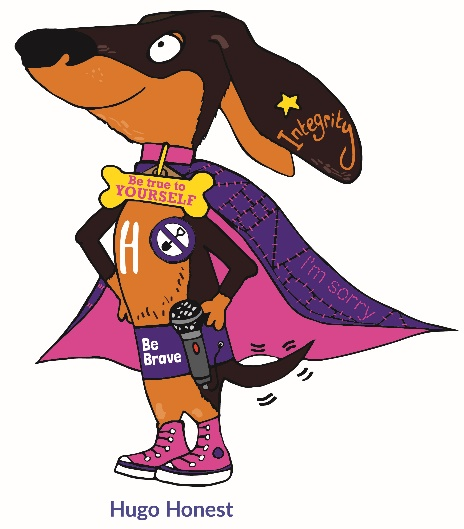 Integrity
Be true to
YOURSELF
H
I'm sorry
Be
Brave
Hugo Honest